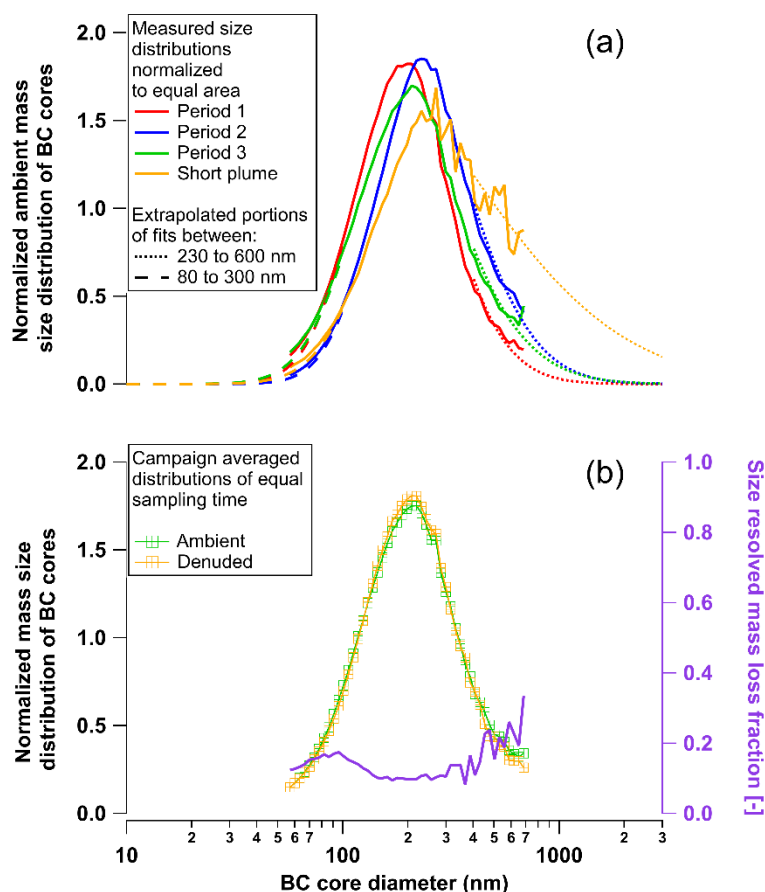 (a)
2.0
1.5
1.0
0.5
0.0
Normalized ambient mass
size distribution of BC cores
Measured size
distributions
normalized
to equal area
Period 1
Period 2
Period 3
Short plume
Extrapolated portions
of fits between:
230 to 600 nm
80 to 300 nm
(b)
2.0
1.5
1.0
0.5
0.0
Normalized mass size
distribution of BC cores
Campaign averaged
distributions of equal
sampling time
Ambient
Denuded
1.0
0.8
0.6
0.4
0.2
0.0
Size resolved mass loss fraction [-]
10 2 3 4 5 6 7 100 2 3 4 5 6 7 1000 2 3
BC core diameter (nm)